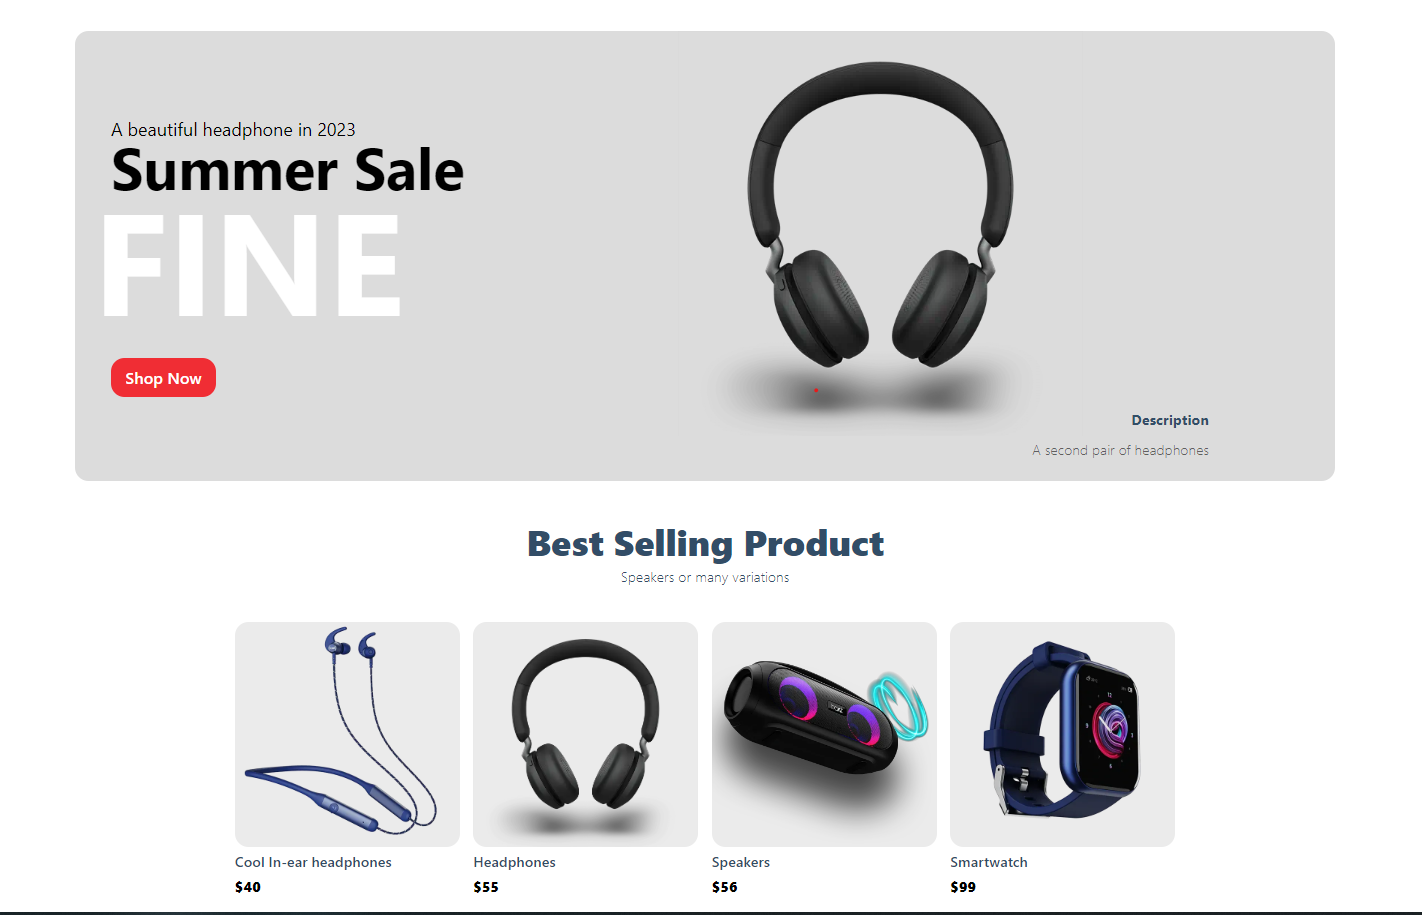 A beautiful headphone in 2023
Summer Sale
FINE
Shop Now
Description
A second pair of headphones
Best Selling Product
Speakers or many variations
Cool In-ear headphones
$40
Headphones
$55
Speakers
$56
Smartwatch
$99